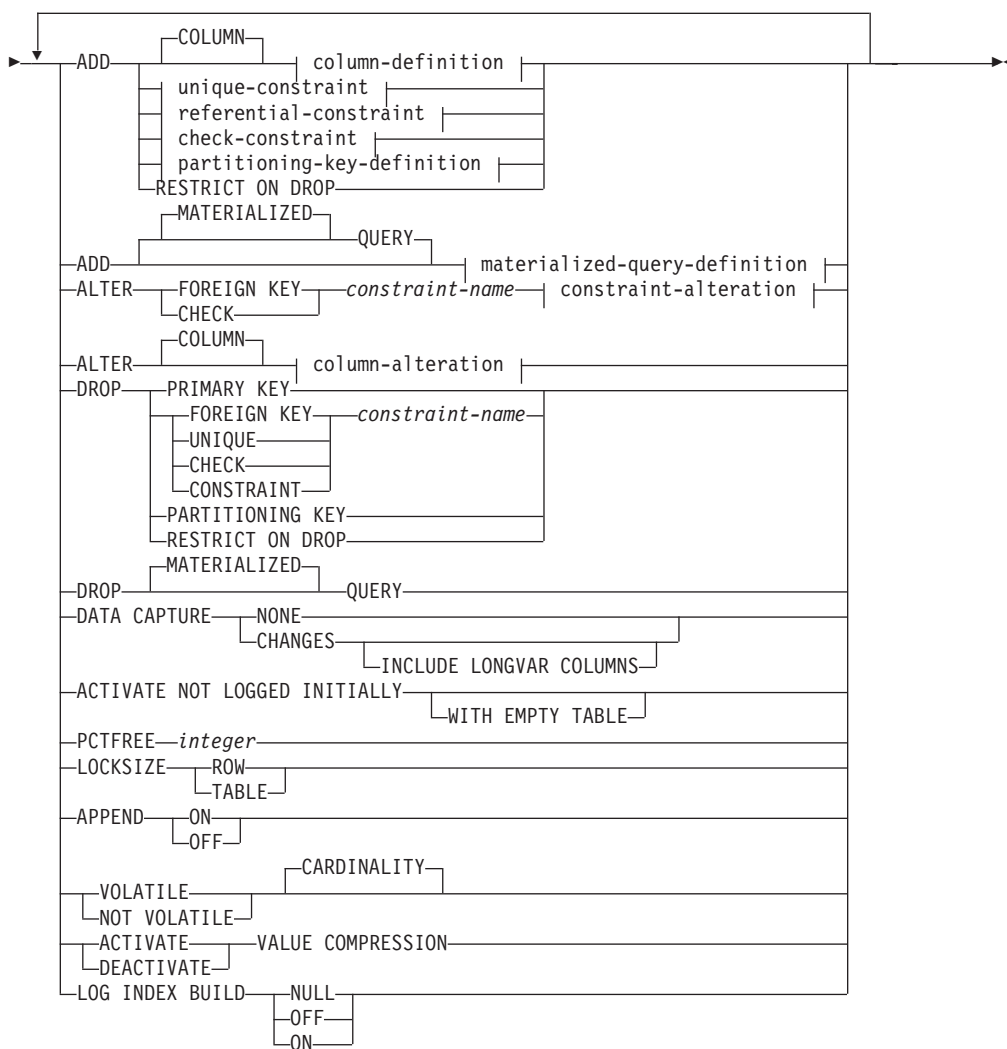 COLUMN
ADD column-definition
unique-constraint
referential-constraint
check-constraint
partitioning-key-definition
RESTRICT ON DROP
MATERIALIZED
QUERY
ADD materialized-query-definition
ALTER FOREIGN KEY constraint-name constraint-alteration
CHECK
COLUMN
ALTER column-alteration
DROP PRIMARY KEY
FOREIGN KEY constraint-name
UNIQUE
CHECK
CONSTRAINT
PARTITIONING KEY
RESTRICT ON DROP
MATERIALIZED
DROP QUERY
DATA CAPTURE NONE
CHANGES
INCLUDE LONGVAR COLUMNS
ACTIVATE NOT LOGGED INITIALLY
WITH EMPTY TABLE
PCTFREE integer
LOCKSIZE ROW
TABLE
APPEND ON
OFF
CARDINALITY
VOLATILE
NOT VOLATILE
ACTIVATE VALUE COMPRESSION
DEACTIVATE
LOG INDEX BUILD NULL
OFF
ON